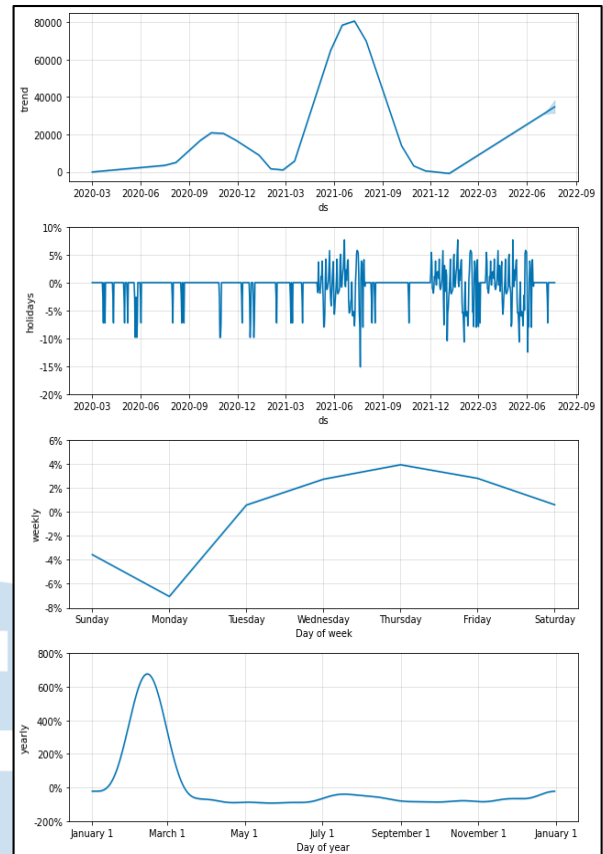 80000
60000
40000
20000
0
trend
2020-03 2020-06 2020-09 2020-12 2021-03 2021-06 2021-09 2021-12 2022-03 2022-06 2022-09
ds
10%
5%
0%
-5%
-10%
-15%
-20%
holidays
2020-03 2020-06 2020-09 2020-12 2021-03 2021-06 2021-09 2021-12 2022-03 2022-06 2022-09
ds
6%
4%
2%
0%
-2%
-4%
-6%
-8%
weekly
Sunday Monday Tuesday Wednesday Thursday Friday Saturday
Day of week
800%
600%
400%
200%
0%
-200%
yearly
January 1 March 1 May 1 July 1 September 1 November 1 January 1
Day of year